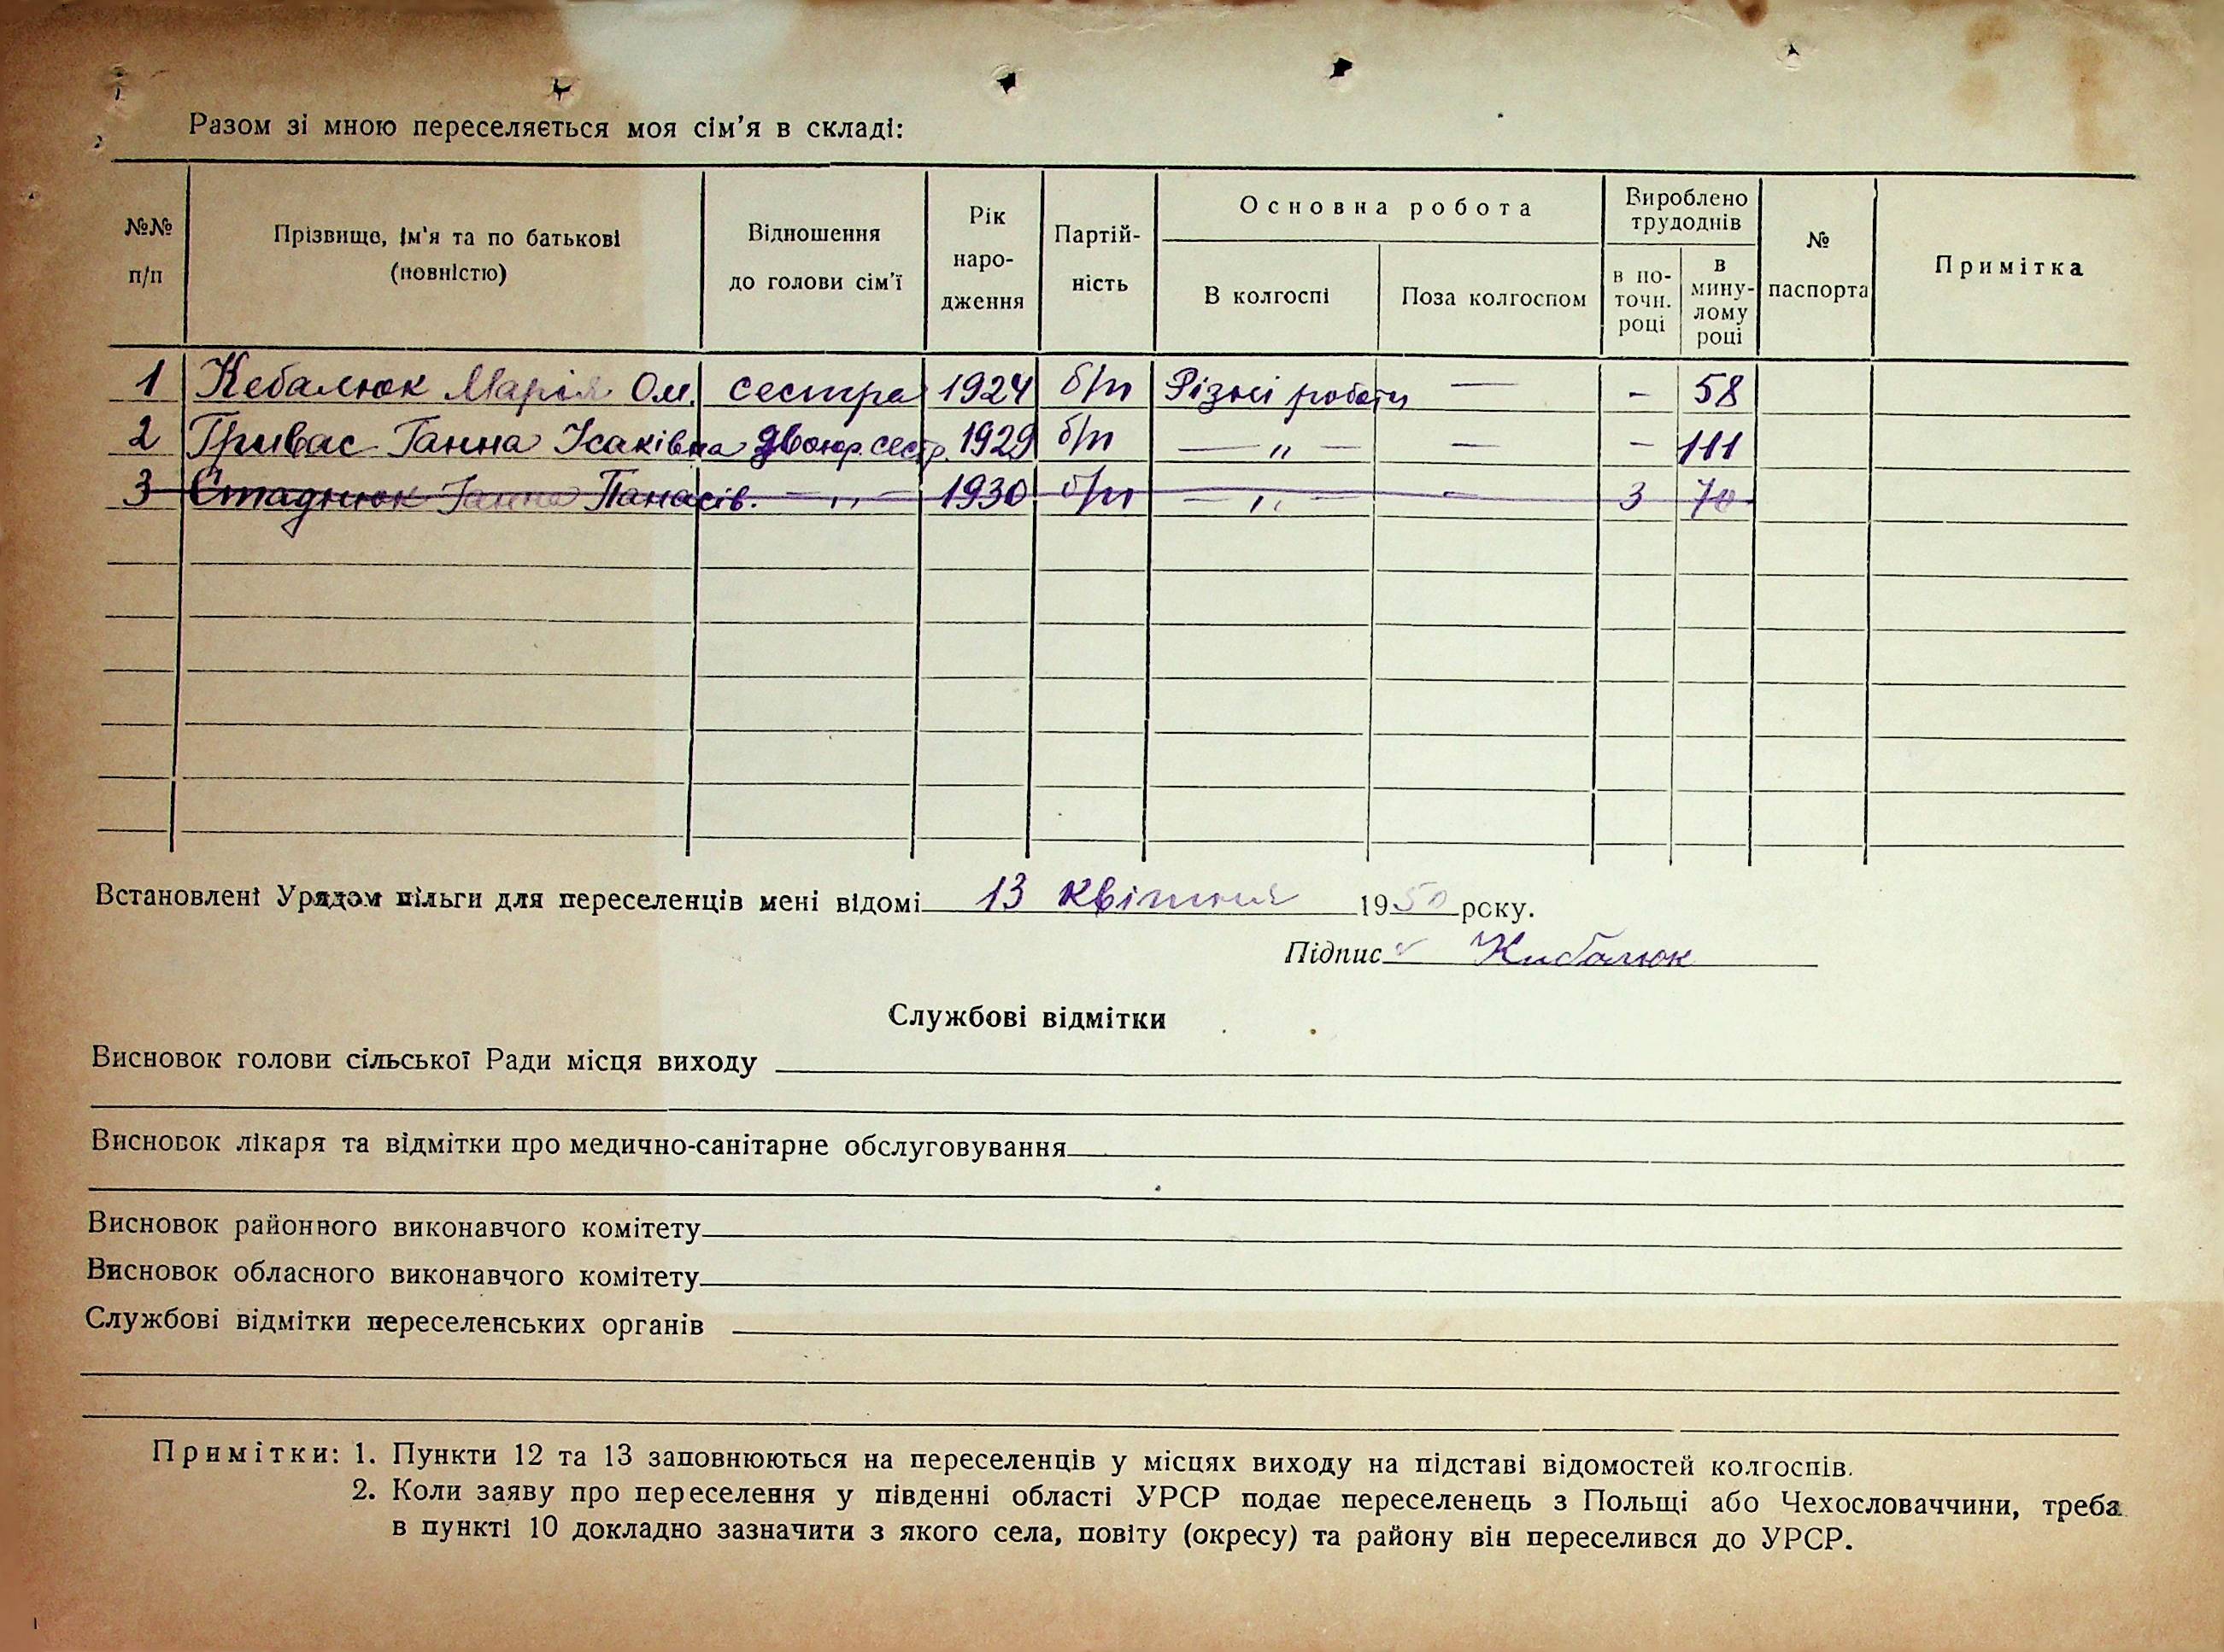 Разом зі мною переселяється моя сім'я в складі:
№№ п/п
Прізвище, ім'я та по батькові (повністю)
Відношення до голови сім'ї
Рік народження
Партійність
Основна робота
В колгоспі
Поза колгоспом
Вироблено трудоднів
в поточн. році
в минулому році
№ паспорта
Примітка
1 Кебалюк Марія Ом. сестра 1924 б/п Різні роботи — - 58
2 Гривас Ганна Ісаківна двоюр. сестр. 1929 б/п — „ — — - 111
3 Стаднюк Ганна Панасів. — „ — 1930 б/п — „ — - 3 70
Встановлені Урядом пільги для переселенців мені відомі 13 квітня 1950 року.
Підпис Кибалюк
Службові відмітки
Висновок голови сільської Ради місця виходу
Висновок лікаря та відмітки про медично-санітарне обслуговування
Висновок районного виконавчого комітету
Висновок обласного виконавчого комітету
Службові відмітки переселенських органів
Примітки: 1. Пункти 12 та 13 заповнюються на переселенців у місцях виходу на підставі відомостей колгоспів.
2. Коли заяву про переселення у південні області УРСР подає переселенець з Польщі або Чехословаччини, треба
в пункті 10 докладно зазначити з якого села, повіту (окресу) та району він переселився до УРСР.